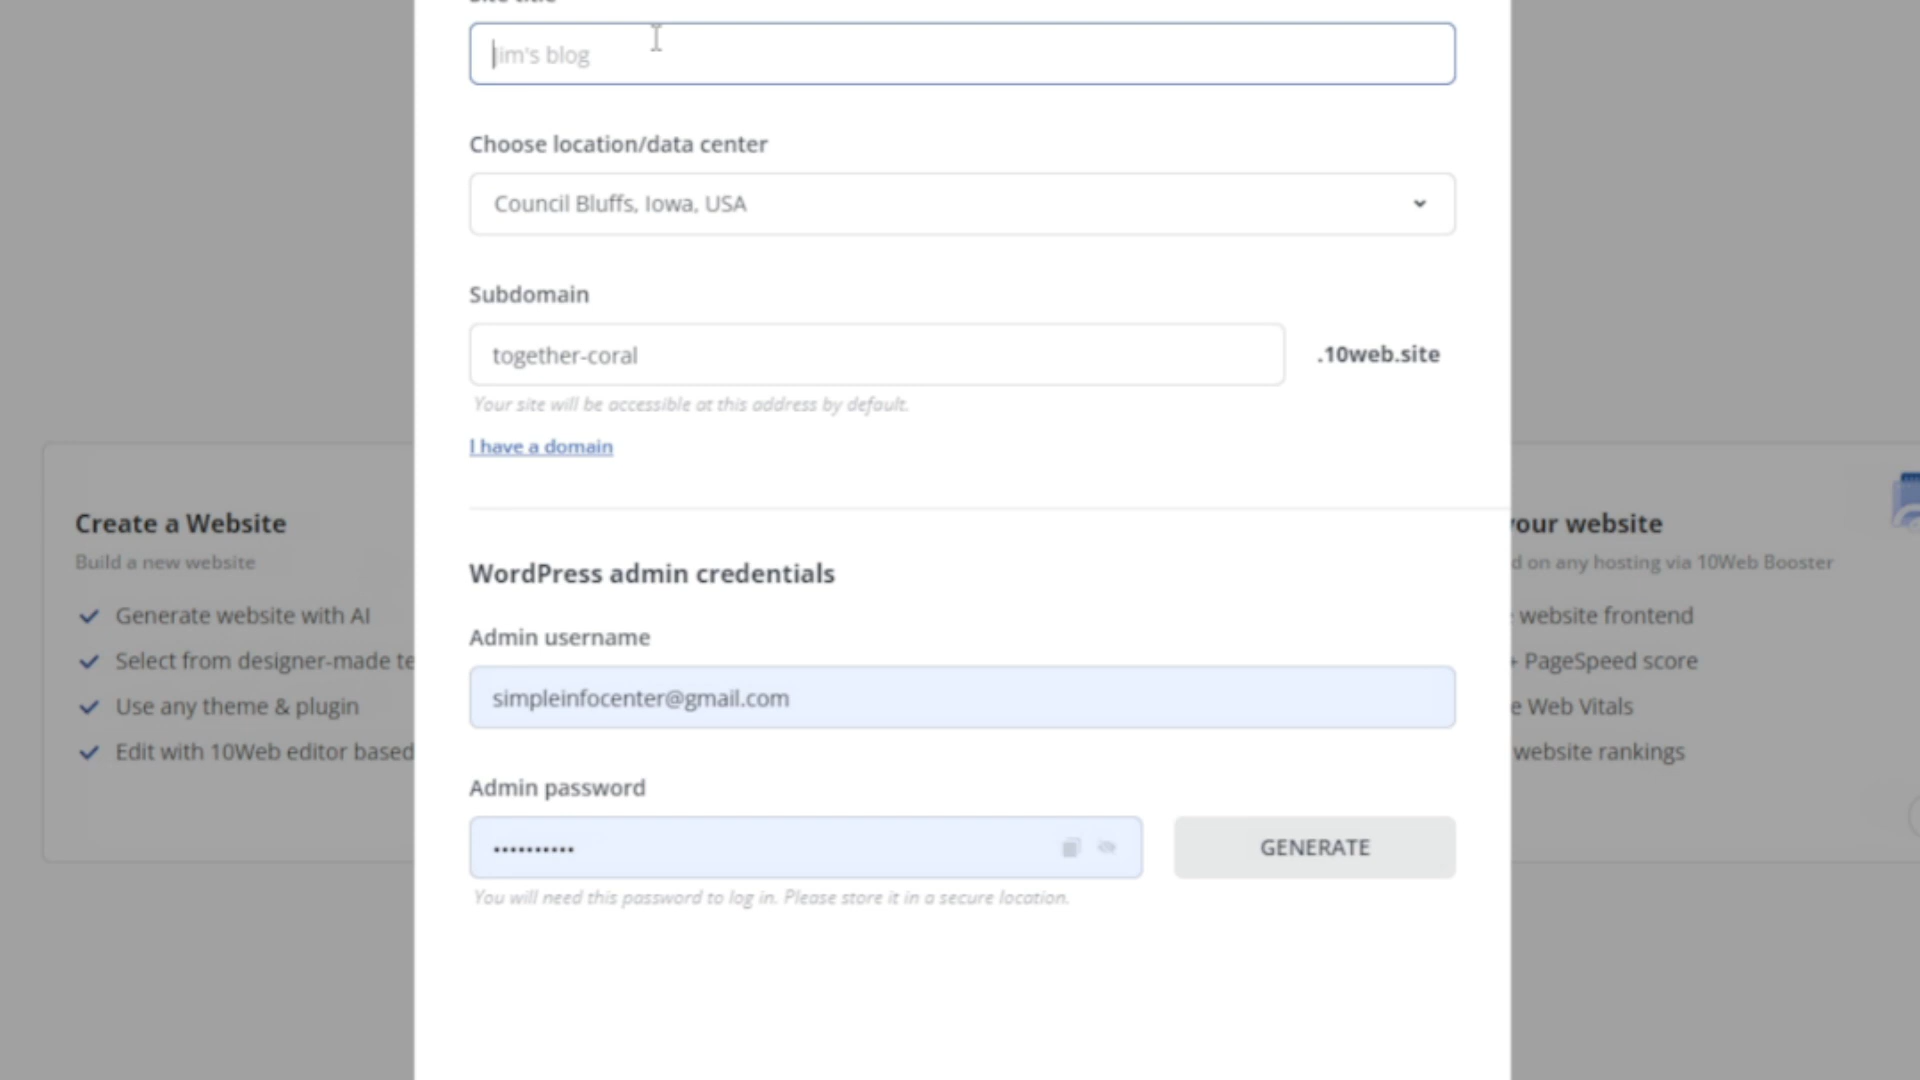 Site title
Jim's blog
Choose location/data center
Council Bluffs, Iowa, USA
Subdomain
together-coral
.10web.site
Your site will be accessible at this address by default.
I have a domain
WordPress admin credentials
Admin username
simpleinfocenter@gmail.com
Admin password
••••••••••
GENERATE
You will need this password to log in. Please store it in a secure location.
Create a Website
Build a new website
Generate website with AI
Select from designer-made te
Use any theme & plugin
Edit with 10Web editor based
your website
d on any hosting via 10Web Booster
website frontend
+ PageSpeed score
e Web Vitals
website rankings